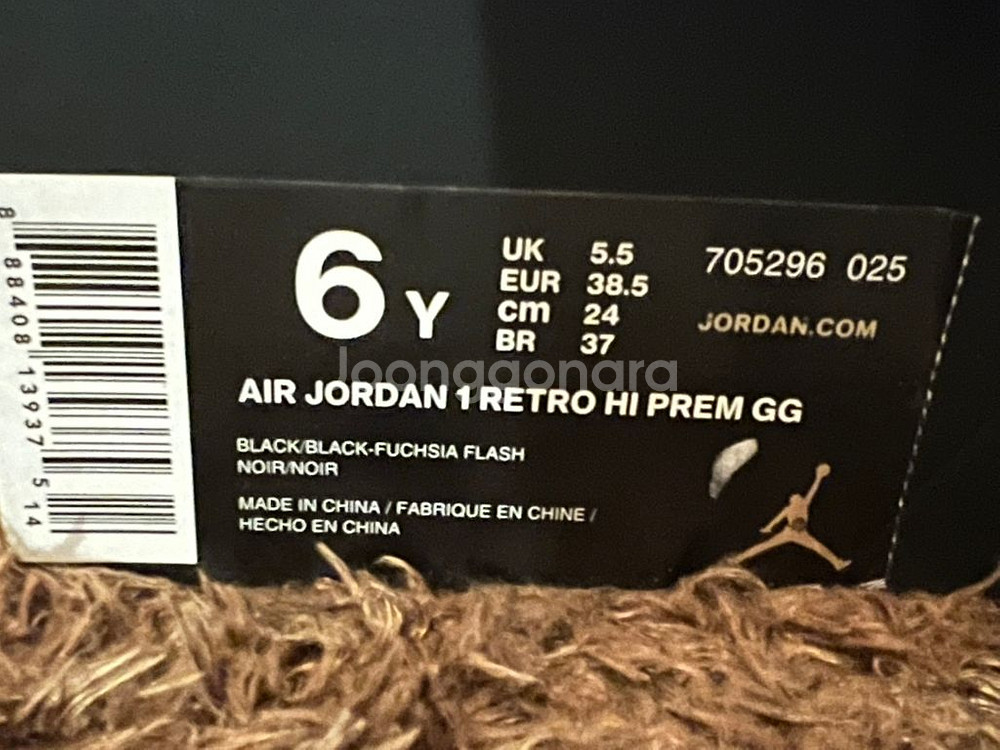 8 88408 13937 5 14
6 Y
UK 5.5
EUR 38.5
cm 24
BR 37
705296 025
JORDAN.COM
Joonggonara
AIR JORDAN 1 RETRO HI PREM GG
BLACK/BLACK-FUCHSIA FLASH
NOIR/NOIR
MADE IN CHINA / FABRIQUE EN CHINE /
HECHO EN CHINA